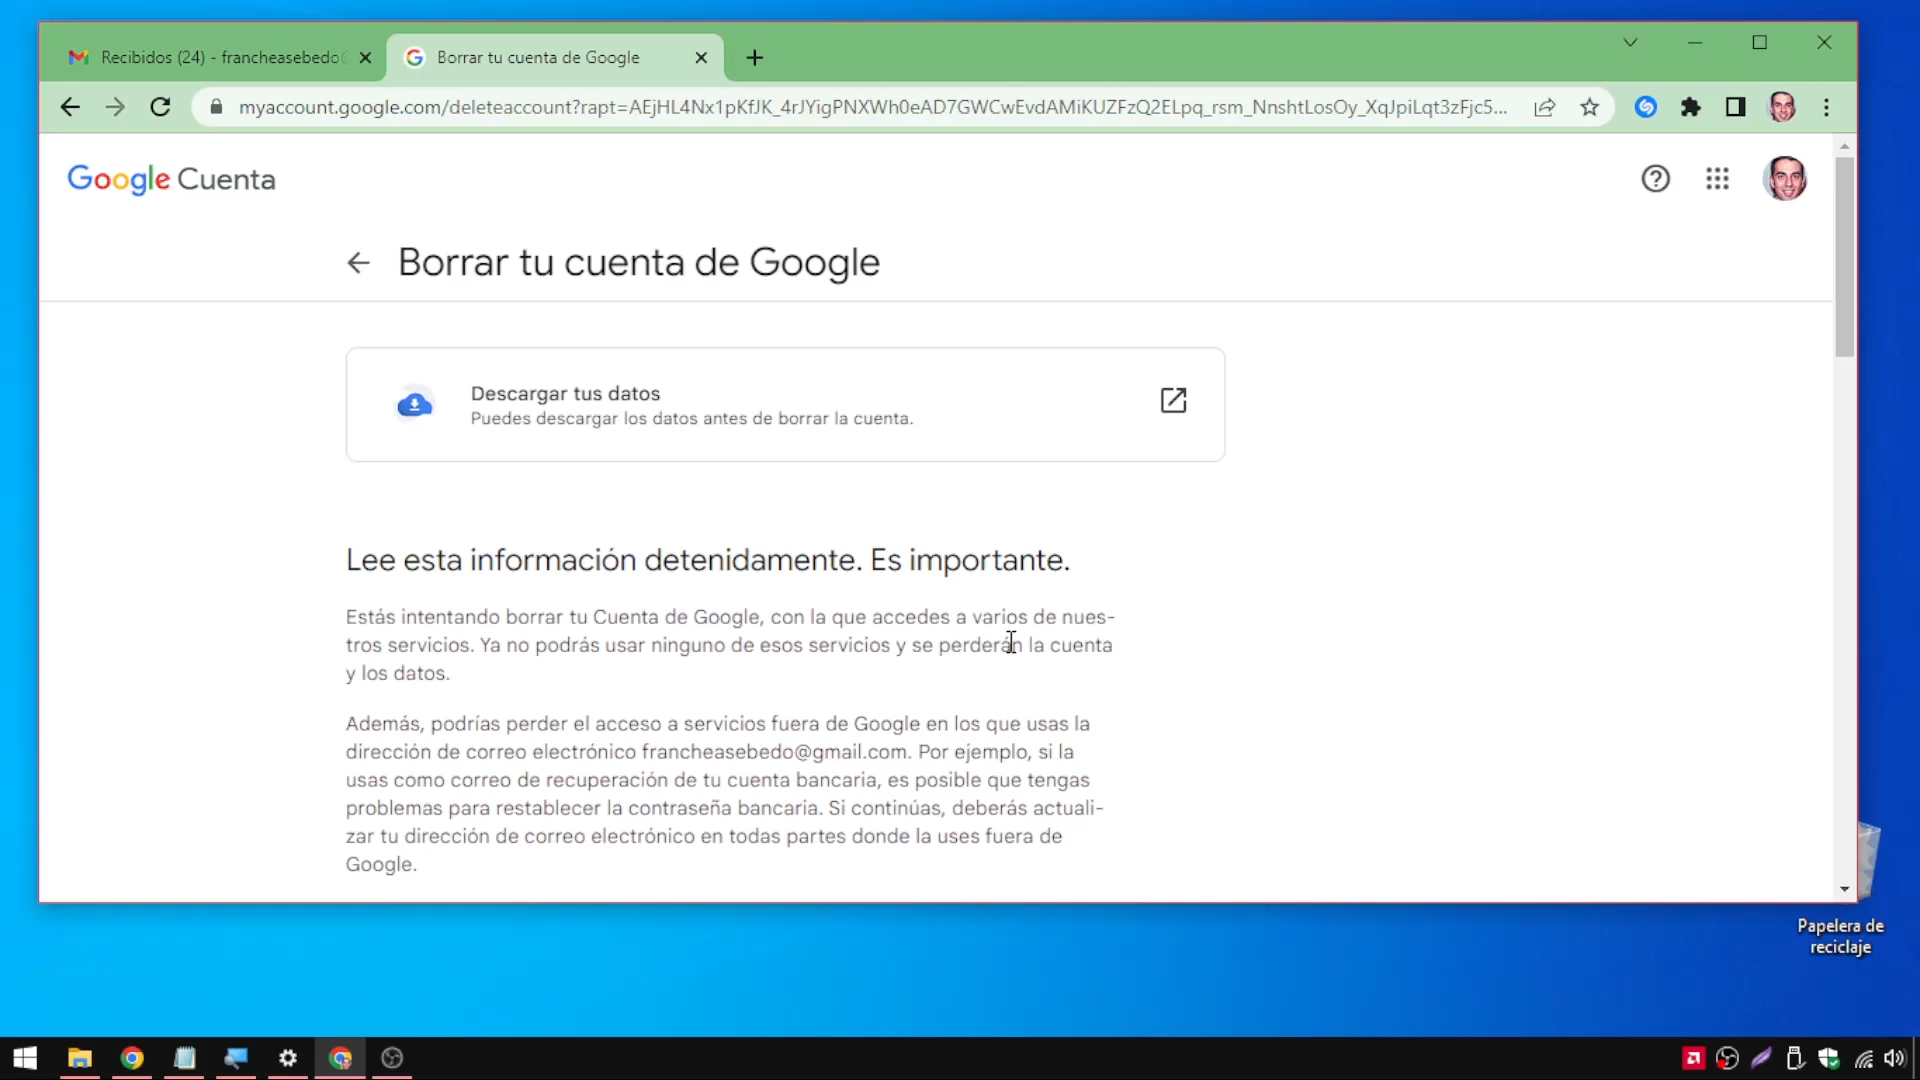 Recibidos (24) - francheasebedo@
Borrar tu cuenta de Google
myaccount.google.com/deleteaccount?rapt=AEjHL4Nx1pKfJK_4rJYigPNXWh0eAD7GWCwEvdAMiKUZFzQ2ELpq_rsm_NnshtLosOy_XqJpiLqt3zFjc5...
Google Cuenta
Borrar tu cuenta de Google
Descargar tus datos
Puedes descargar los datos antes de borrar la cuenta.
Lee esta información detenidamente. Es importante.
Estás intentando borrar tu Cuenta de Google, con la que accedes a varios de nues-
tros servicios. Ya no podrás usar ninguno de esos servicios y se perderán la cuenta
y los datos.
Además, podrías perder el acceso a servicios fuera de Google en los que usas la
dirección de correo electrónico francheasebedo@gmail.com. Por ejemplo, si la
usas como correo de recuperación de tu cuenta bancaria, es posible que tengas
problemas para restablecer la contraseña bancaria. Si continúas, deberás actuali-
zar tu dirección de correo electrónico en todas partes donde la uses fuera de
Google.
Papelera de
reciclaje